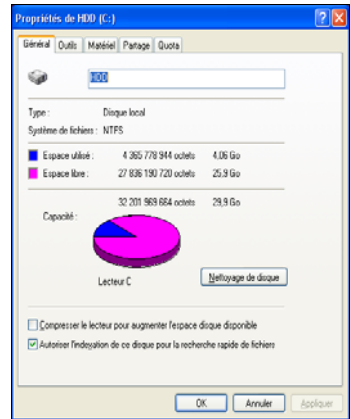 Propriétés de HDD (C:)
Général Outils Matériel Partage Quota
HDD
Type : Disque local
Système de fichiers : NTFS
Espace utilisé : 4 365 778 944 octets 4,06 Go
Espace libre : 27 836 190 720 octets 25,9 Go
32 201 969 664 octets 29,9 Go
Capacité :
Lecteur C
Nettoyage de disque
Compresser le lecteur pour augmenter l'espace disque disponible
Autoriser l'indexation de ce disque pour la recherche rapide de fichiers
OK Annuler Appliquer